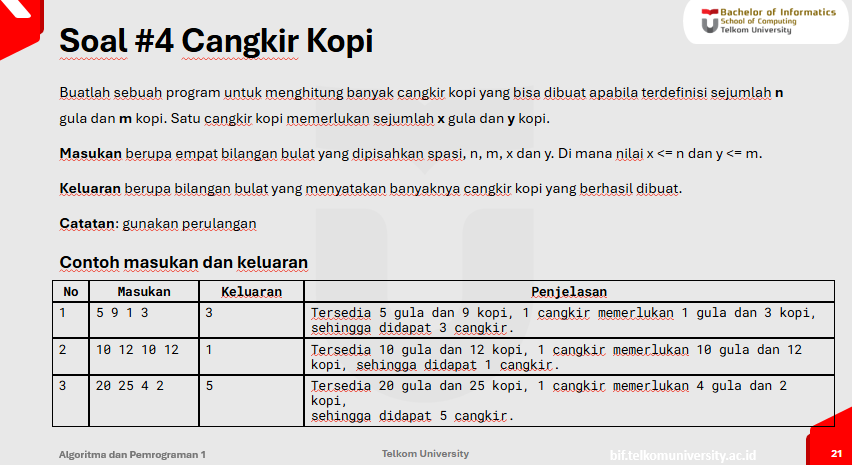 Bachelor of Informatics
School of Computing
Telkom University
Soal #4 Cangkir Kopi
Buatlah sebuah program untuk menghitung banyak cangkir kopi yang bisa dibuat apabila terdefinisi sejumlah n
gula dan m kopi. Satu cangkir kopi memerlukan sejumlah x gula dan y kopi.
Masukan berupa empat bilangan bulat yang dipisahkan spasi, n, m, x dan y. Di mana nilai x <= n dan y <= m.
Keluaran berupa bilangan bulat yang menyatakan banyaknya cangkir kopi yang berhasil dibuat.
Catatan: gunakan perulangan
Contoh masukan dan keluaran
No Masukan Keluaran Penjelasan
1 5 9 1 3 3 Tersedia 5 gula dan 9 kopi, 1 cangkir memerlukan 1 gula dan 3 kopi,
sehingga didapat 3 cangkir.
2 10 12 10 12 1 Tersedia 10 gula dan 12 kopi, 1 cangkir memerlukan 10 gula dan 12
kopi, sehingga didapat 1 cangkir.
3 20 25 4 2 5 Tersedia 20 gula dan 25 kopi, 1 cangkir memerlukan 4 gula dan 2
kopi,
sehingga didapat 5 cangkir.
Algoritma dan Pemrograman 1 Telkom University bif.telkomuniversity.ac.id 21